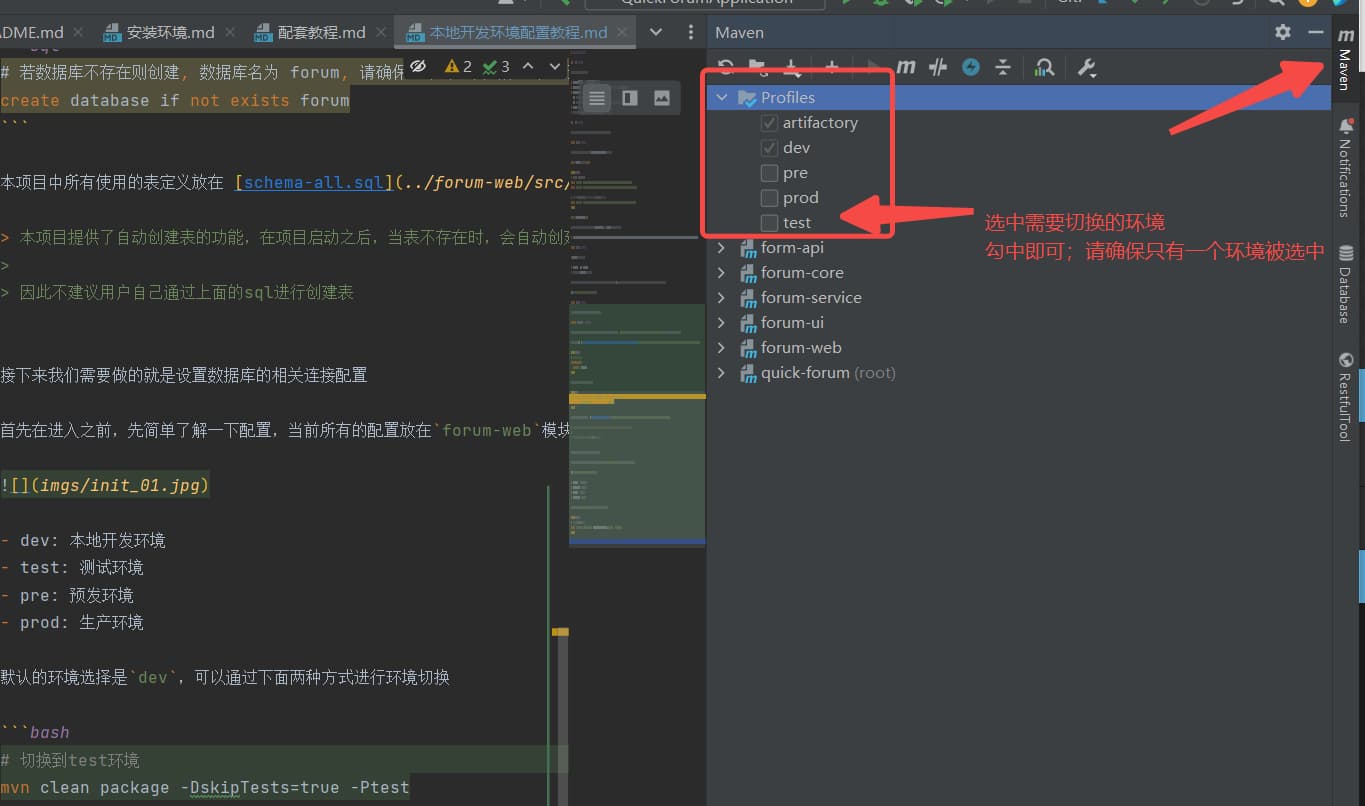 QuickForumApplication
DME.md
安装环境.md
配套教程.md
本地开发环境配置教程.md
Maven
# 若数据库不存在则创建, 数据库名为 forum, 请确保
2
3
create database if not exists forum
```
本项目中所有使用的表定义放在 [schema-all.sql](../forum-web/src/
> 本项目提供了自动创建表的功能，在项目启动之后，当表不存在时，会自动创建
>
> 因此不建议用户自己通过上面的sql进行创建表
接下来我们需要做的就是设置数据库的相关连接配置
首先在进入之前，先简单了解一下配置，当前所有的配置放在`forum-web`模块
![](imgs/init_01.jpg)
- dev: 本地开发环境
- test: 测试环境
- pre: 预发环境
- prod: 生产环境
默认的环境选择是`dev`，可以通过下面两种方式进行环境切换
```bash
# 切换到test环境
mvn clean package -DskipTests=true -Ptest
Profiles
artifactory
dev
pre
prod
test
form-api
forum-core
forum-service
forum-ui
forum-web
quick-forum (root)
选中需要切换的环境
勾中即可；请确保只有一个环境被选中
Maven
Notifications
Database
RestfulTool